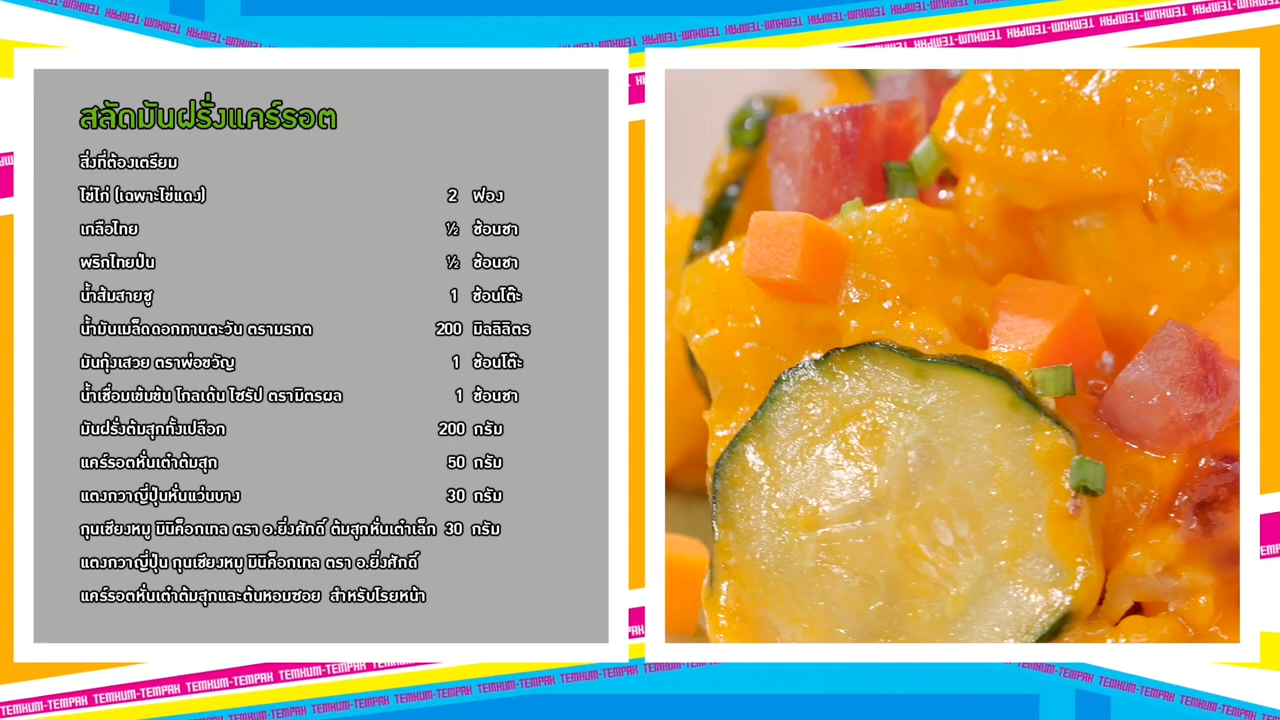 สลัดมันฝรั่งแคร์รอต
สิ่งที่ต้องเตรียม
ไข่ไก่ (เฉพาะไข่แดง) 2 ฟอง
เกลือไทย ½ ช้อนชา
พริกไทยป่น ½ ช้อนชา
น้ำส้มสายชู 1 ช้อนโต๊ะ
น้ำมันเมล็ดดอกทานตะวัน ตรามรกต 200 มิลลิลิตร
มันกุ้งเสวย ตราพ่อขวัญ 1 ช้อนโต๊ะ
น้ำเชื่อมเข้มข้น โกลเด้น ไซรัป ตรามิตรผล 1 ช้อนชา
มันฝรั่งต้มสุกทั้งเปลือก 200 กรัม
แคร์รอตหั่นเต๋าต้มสุก 50 กรัม
แตงกวาญี่ปุ่นหั่นแว่นบาง 30 กรัม
กุนเชียงหมู มินิค็อกเทล ตรา อ.ยิ่งศักดิ์ ต้มสุกหั่นเต๋าเล็ก 30 กรัม
แตงกวาญี่ปุ่น กุนเชียงหมู มินิค็อกเทล ตรา อ.ยิ่งศักดิ์
แคร์รอตหั่นเต๋าต้มสุกและต้นหอมซอย สำหรับโรยหน้า
TEMKUM-TEMPAK TEMKUM-TEMPAK TEMKUM-TEMPAK TEMKUM-TEMPAK